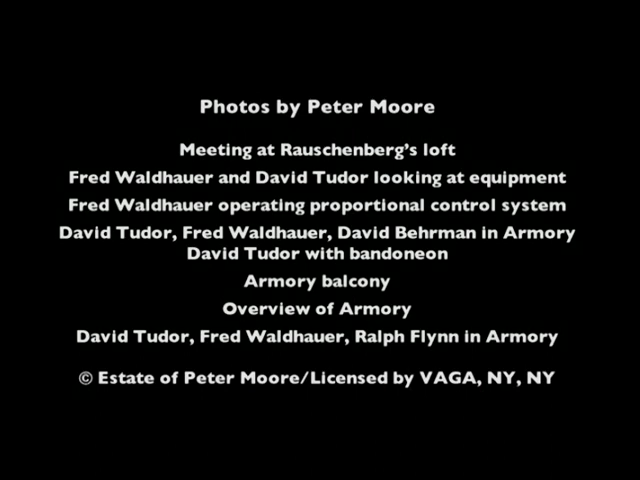 Photos by Peter Moore
Meeting at Rauschenberg's loft
Fred Waldhauer and David Tudor looking at equipment
Fred Waldhauer operating proportional control system
David Tudor, Fred Waldhauer, David Behrman in Armory
David Tudor with bandoneon
Armory balcony
Overview of Armory
David Tudor, Fred Waldhauer, Ralph Flynn in Armory
© Estate of Peter Moore/Licensed by VAGA, NY, NY